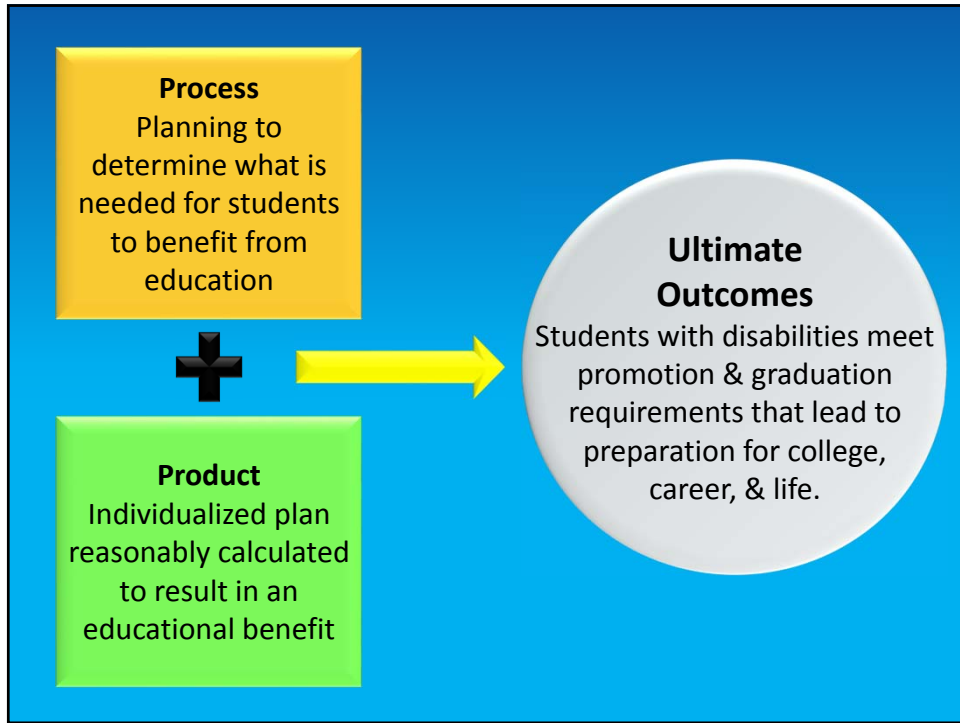 Process
Planning to
determine what is
needed for students
to benefit from
education
Product
Individualized plan
reasonably calculated
to result in an
educational benefit
Ultimate
Outcomes
Students with disabilities meet
promotion & graduation
requirements that lead to
preparation for college,
career, & life.